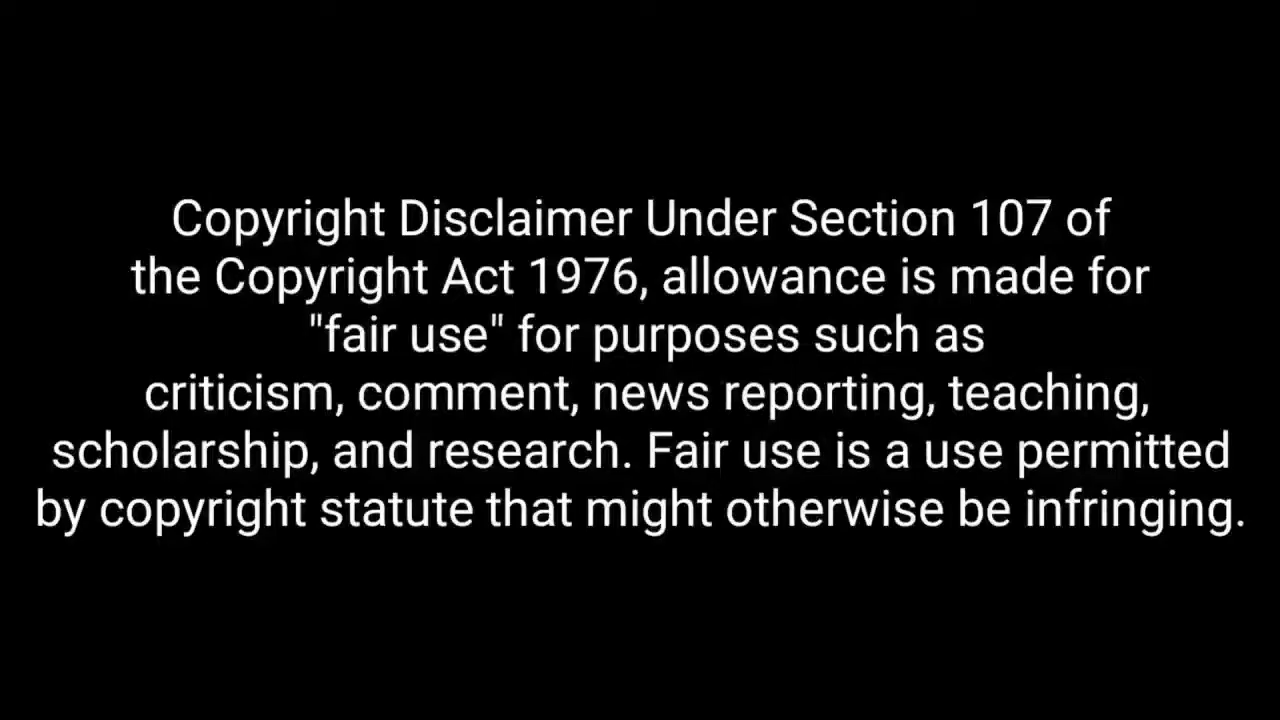 Copyright Disclaimer Under Section 107 of
the Copyright Act 1976, allowance is made for
"fair use" for purposes such as
criticism, comment, news reporting, teaching,
scholarship, and research. Fair use is a use permitted
by copyright statute that might otherwise be infringing.